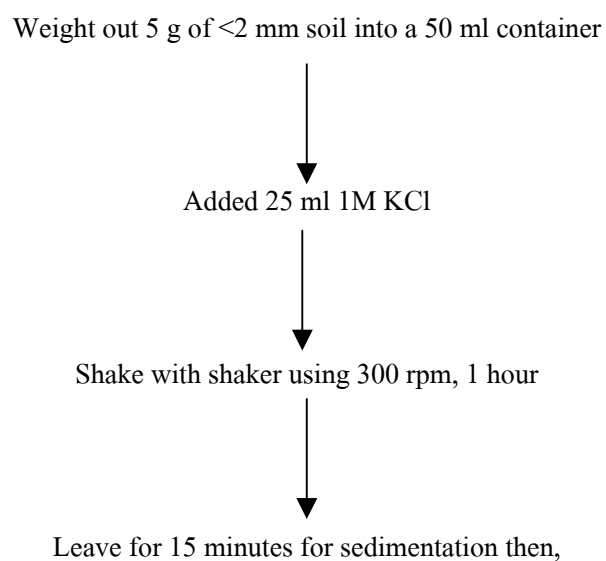 Weight out 5 g of <2 mm soil into a 50 ml container
Added 25 ml 1M KCl
Shake with shaker using 300 rpm, 1 hour
Leave for 15 minutes for sedimentation then,